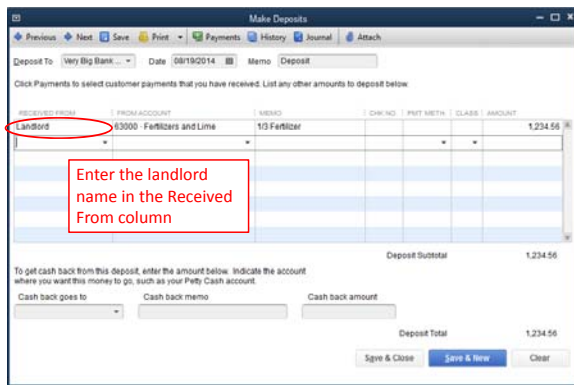 Make Deposits
Previous Next Save Print Payments History Journal Attach
Deposit To Very Big Bank ... Date 08/19/2014 Memo Deposit
Click Payments to select customer payments that you have received. List any other amounts to deposit below.
RECEIVED FROM FROM ACCOUNT MEMO CHK NO. PMT METH. CLASS AMOUNT
Landlord 63000 · Fertilizers and Lime 1/3 Fertilizer 1,234.56
Enter the landlord
name in the Received
From column
Deposit Subtotal 1,234.56
To get cash back from this deposit, enter the amount below. Indicate the account
where you want this money to go, such as your Petty Cash account.
Cash back goes to Cash back memo Cash back amount
Deposit Total 1,234.56
Save & Close Save & New Clear